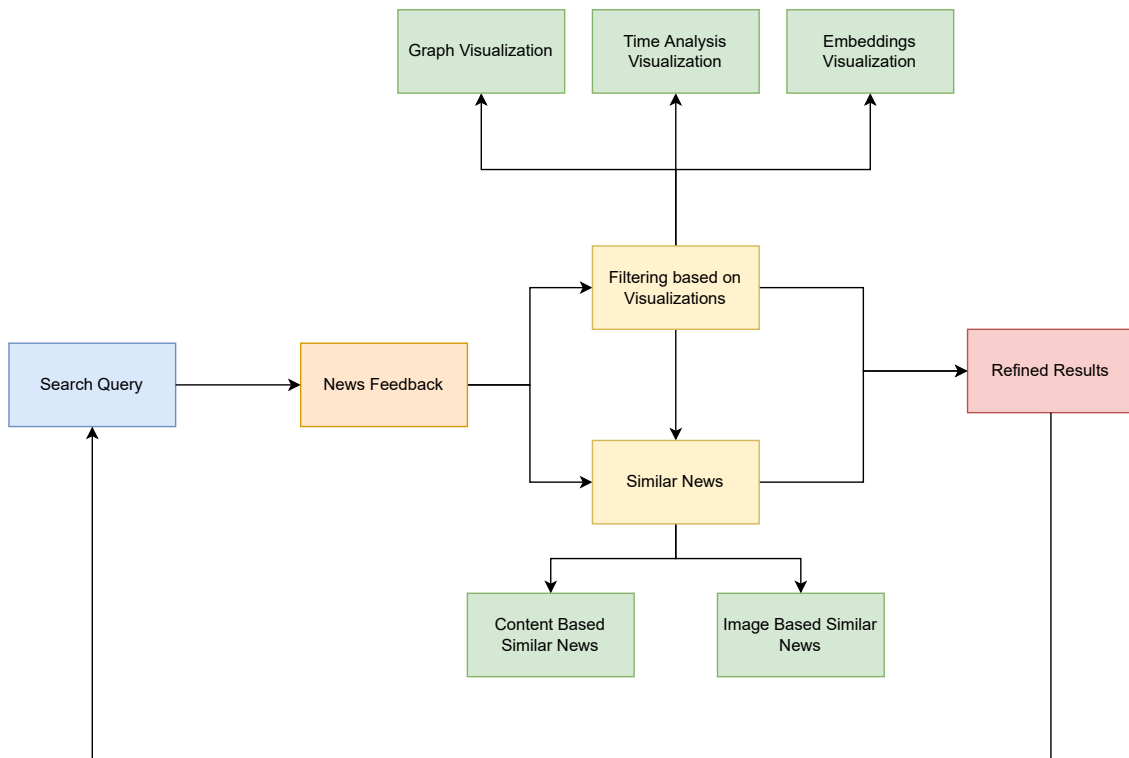 Graph Visualization
Time Analysis
Visualization
Embeddings
Visualization
Filtering based on
Visualizations
Search Query
News Feedback
Refined Results
Similar News
Content Based
Similar News
Image Based Similar
News